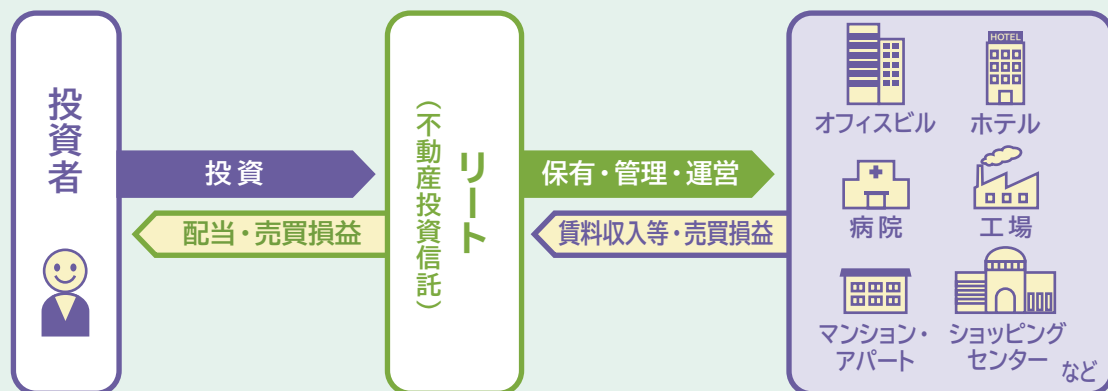 投資者
投資
配当・売買損益
リート
（不動産投資信託）
保有・管理・運営
賃料収入等・売買損益
オフィスビル
HOTEL
ホテル
病院
工場
マンション・
アパート
ショッピング
センター
など